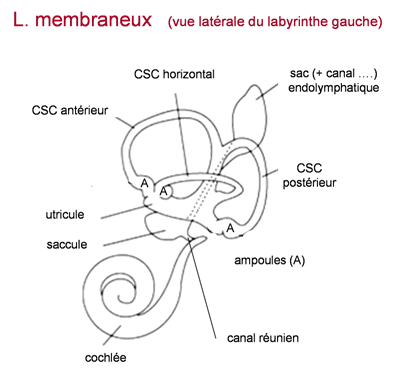 L. membraneux (vue latérale du labyrinthe gauche)
CSC horizontal
sac (+ canal ....)
endolymphatique
CSC antérieur
CSC
postérieur
A
A
utricule
A
saccule
ampoules (A)
canal réunien
cochlée